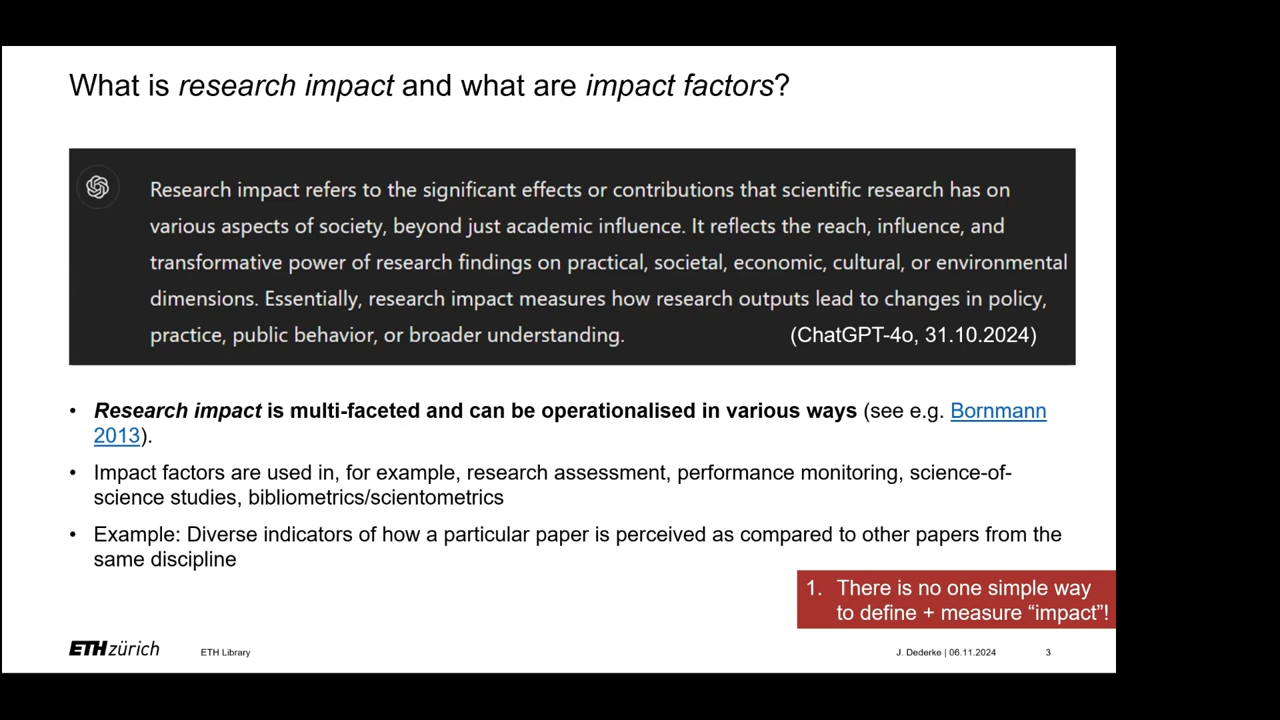 What is research impact and what are impact factors?
Research impact refers to the significant effects or contributions that scientific research has on
various aspects of society, beyond just academic influence. It reflects the reach, influence, and
transformative power of research findings on practical, societal, economic, cultural, or environmental
dimensions. Essentially, research impact measures how research outputs lead to changes in policy,
practice, public behavior, or broader understanding. (ChatGPT-4o, 31.10.2024)
• Research impact is multi-faceted and can be operationalised in various ways (see e.g. Bornmann
2013).
• Impact factors are used in, for example, research assessment, performance monitoring, science-of-
science studies, bibliometrics/scientometrics
• Example: Diverse indicators of how a particular paper is perceived as compared to other papers from the
same discipline
1. There is no one simple way
to define + measure “impact”!
ETH zürich ETH Library J. Dederke | 06.11.2024 3